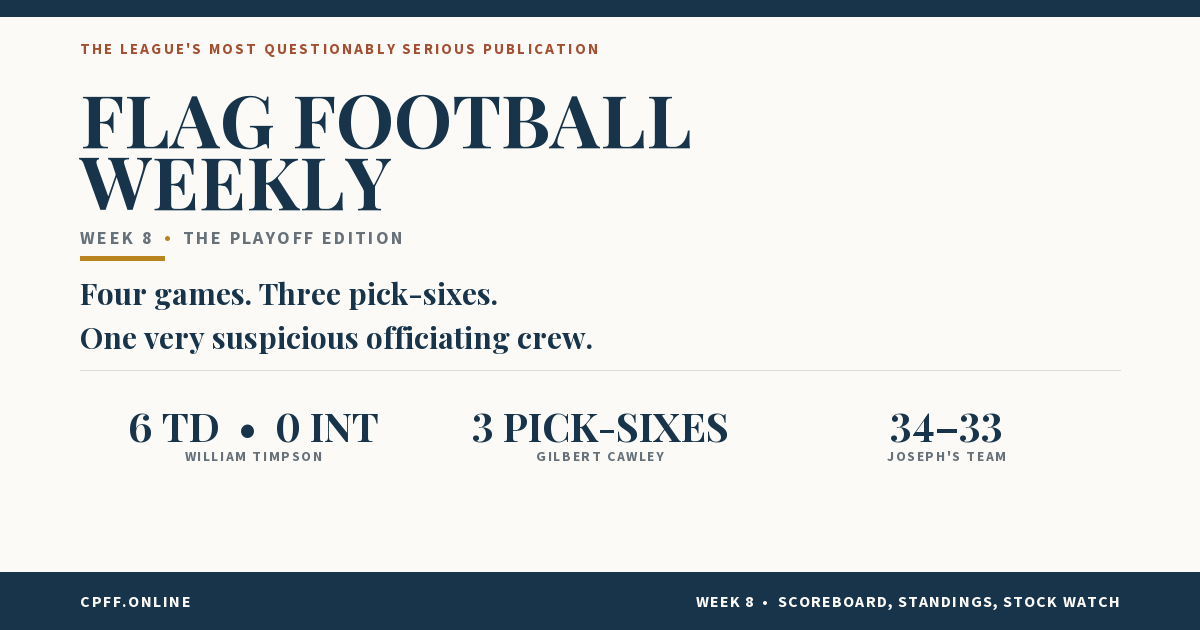 THE LEAGUE'S MOST QUESTIONABLY SERIOUS PUBLICATION
FLAG FOOTBALL
WEEKLY
WEEK 8 • THE PLAYOFF EDITION
Four games. Three pick-sixes.
One very suspicious officiating crew.
6 TD • 0 INT
WILLIAM TIMPSON
3 PICK-SIXES
GILBERT CAWLEY
34–33
JOSEPH'S TEAM
CPFF.ONLINE
WEEK 8 • SCOREBOARD, STANDINGS, STOCK WATCH